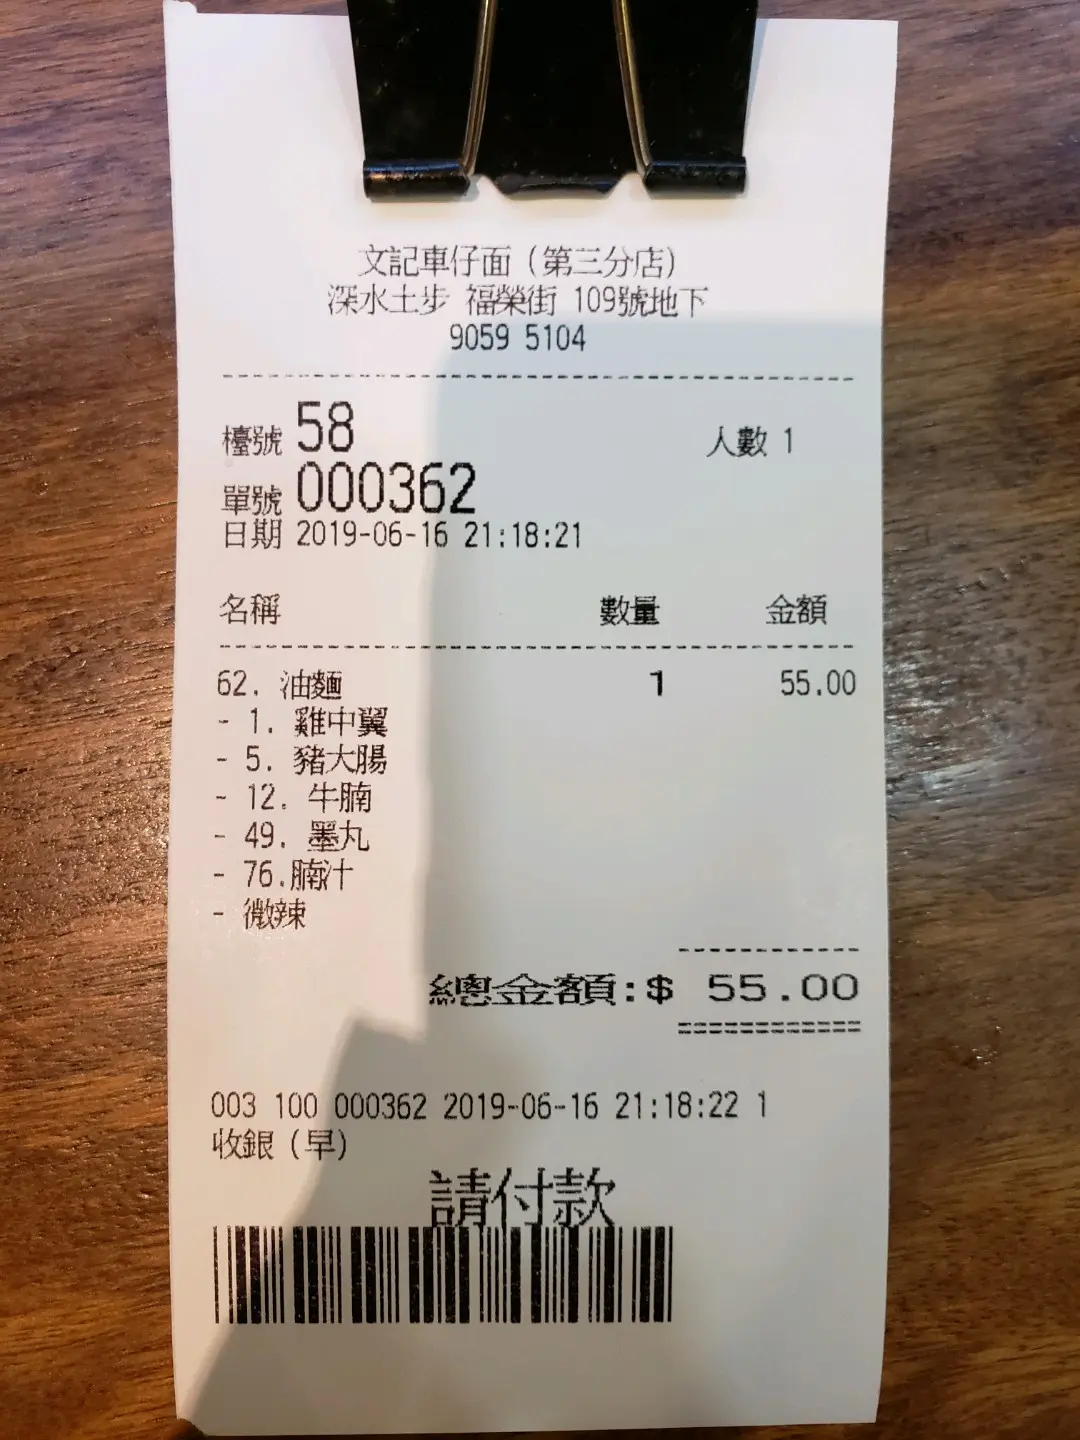 文記車仔面（第三分店）
深水土步 福榮街 109號地下
9059 5104
檯號 58 人數 1
單號 000362
日期 2019-06-16 21:18:21
名稱 數量 金額
62. 油麵 1 55.00
- 1. 雞中翼
- 5. 豬大腸
- 12. 牛腩
- 49. 墨丸
- 76.腩汁
- 微辣
總金額:$ 55.00
003 100 000362 2019-06-16 21:18:22 1
收銀（早）
請付款